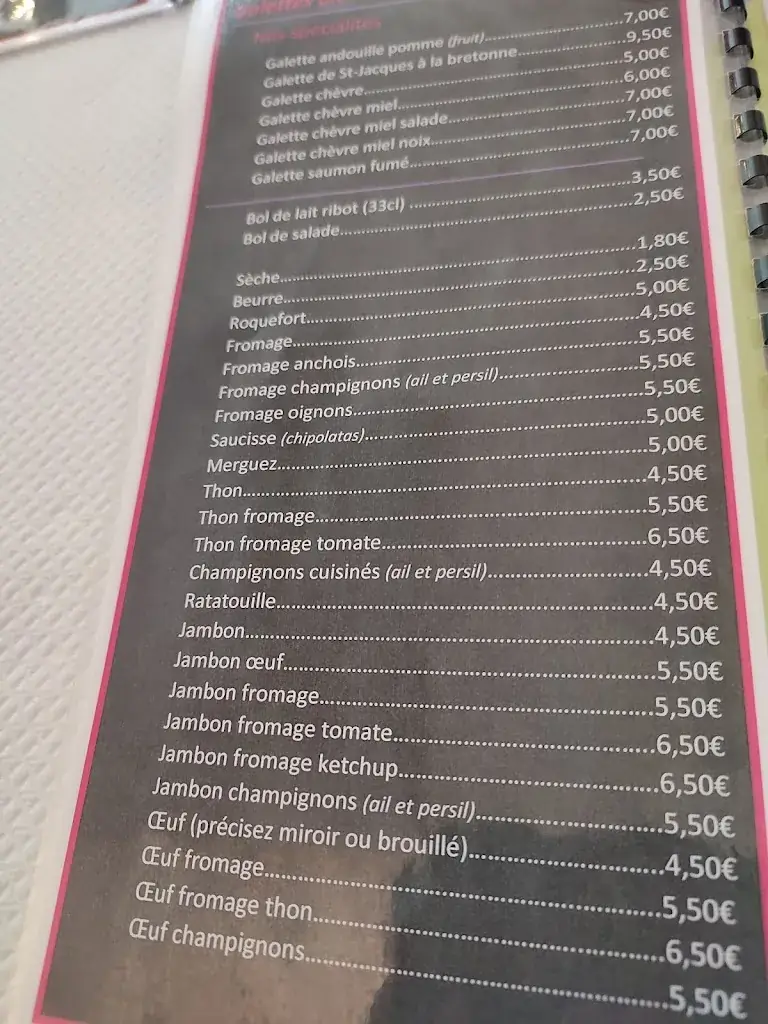 Nos spécialités
Galette andouille pomme (fruit)..........7,00€
Galette de St-Jacques à la bretonne..........9,50€
Galette chèvre..........5,00€
Galette chèvre miel..........6,00€
Galette chèvre miel salade..........7,00€
Galette chèvre miel noix..........7,00€
Galette saumon fumé..........7,00€
Bol de lait ribot (33cl) ..........3,50€
Bol de salade..........2,50€
Sèche..........1,80€
Beurre..........2,50€
Roquefort..........5,00€
Fromage..........4,50€
Fromage anchois..........5,50€
Fromage champignons (ail et persil)..........5,50€
Fromage oignons..........5,50€
Saucisse (chipolatas)..........5,00€
Merguez..........5,00€
Thon..........4,50€
Thon fromage..........5,50€
Thon fromage tomate..........6,50€
Champignons cuisinés (ail et persil)..........4,50€
Ratatouille..........4,50€
Jambon..........4,50€
Jambon œuf..........5,50€
Jambon fromage..........5,50€
Jambon fromage tomate..........6,50€
Jambon fromage ketchup..........6,50€
Jambon champignons (ail et persil)..........5,50€
Œuf (précisez miroir ou brouillé)..........4,50€
Œuf fromage..........5,50€
Œuf fromage thon..........6,50€
Œuf champignons..........5,50€